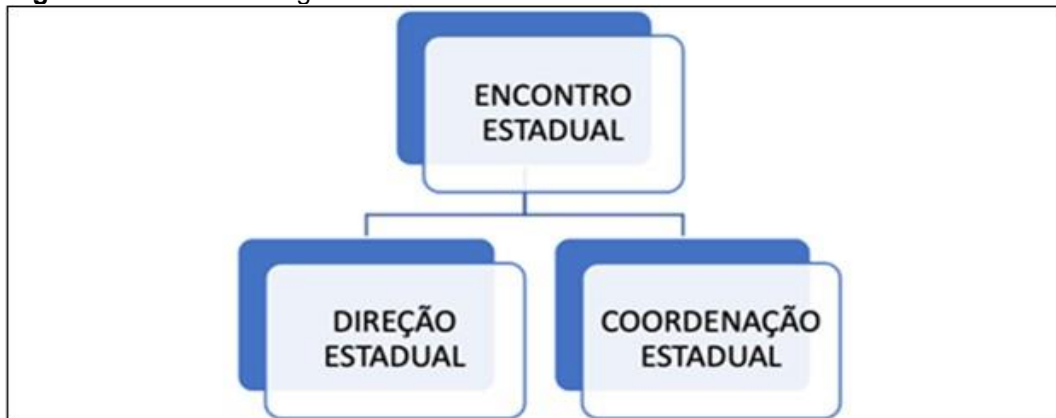 ENCONTRO
ESTADUAL
DIREÇÃO
ESTADUAL
COORDENAÇÃO
ESTADUAL